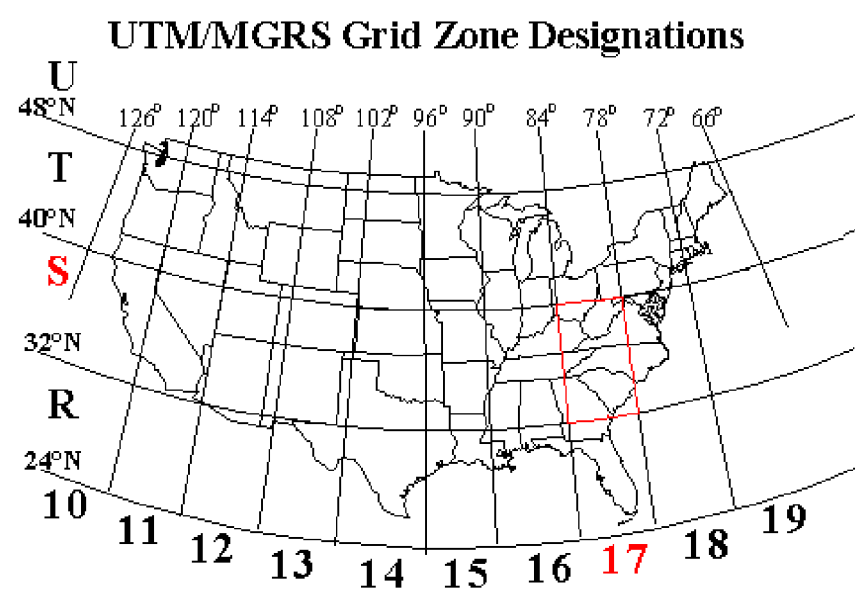 UTM/MGRS Grid Zone Designations
U
48°N
126° 120° 114° 108° 102° 96° 90° 84° 78° 72° 66°
T
40°N
S
32°N
R
24°N
10 11 12 13 14 15 16 17 18 19